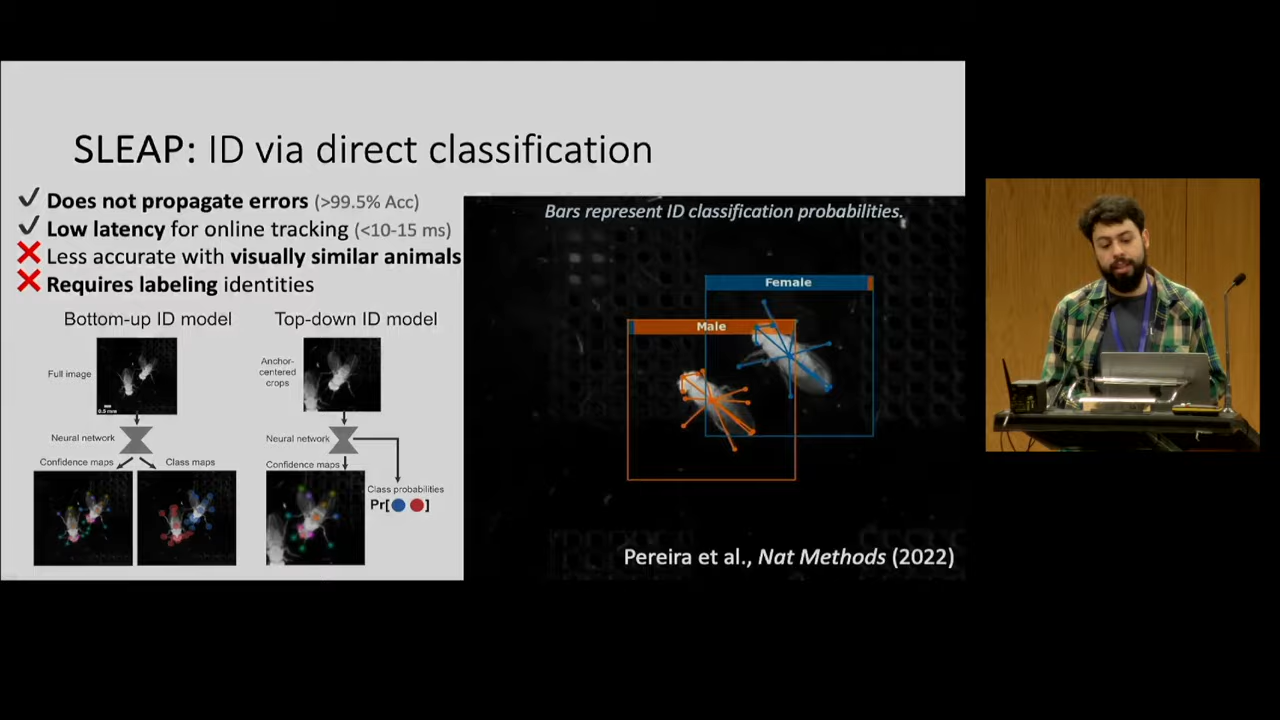 SLEAP: ID via direct classification
Does not propagate errors (>99.5% Acc)
Low latency for online tracking (<10-15 ms)
Less accurate with visually similar animals
Requires labeling identities
Bottom-up ID model
Top-down ID model
Full image
0.5 mm
Neural network
Confidence maps
Class maps
Anchor-
centered
crops
Neural network
Confidence maps
Class probabilities
Pr[ ]
Bars represent ID classification probabilities.
Female
Male
Pereira et al., Nat Methods (2022)